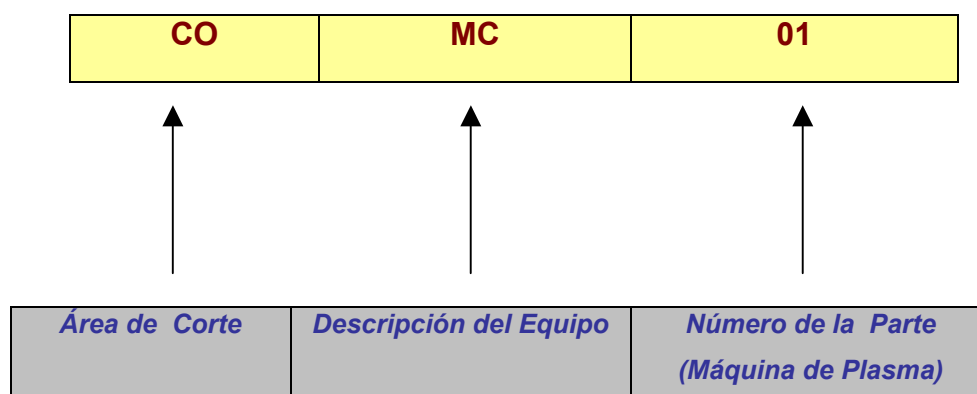 CO MC 01
Área de Corte Descripción del Equipo Número de la Parte
(Máquina de Plasma)